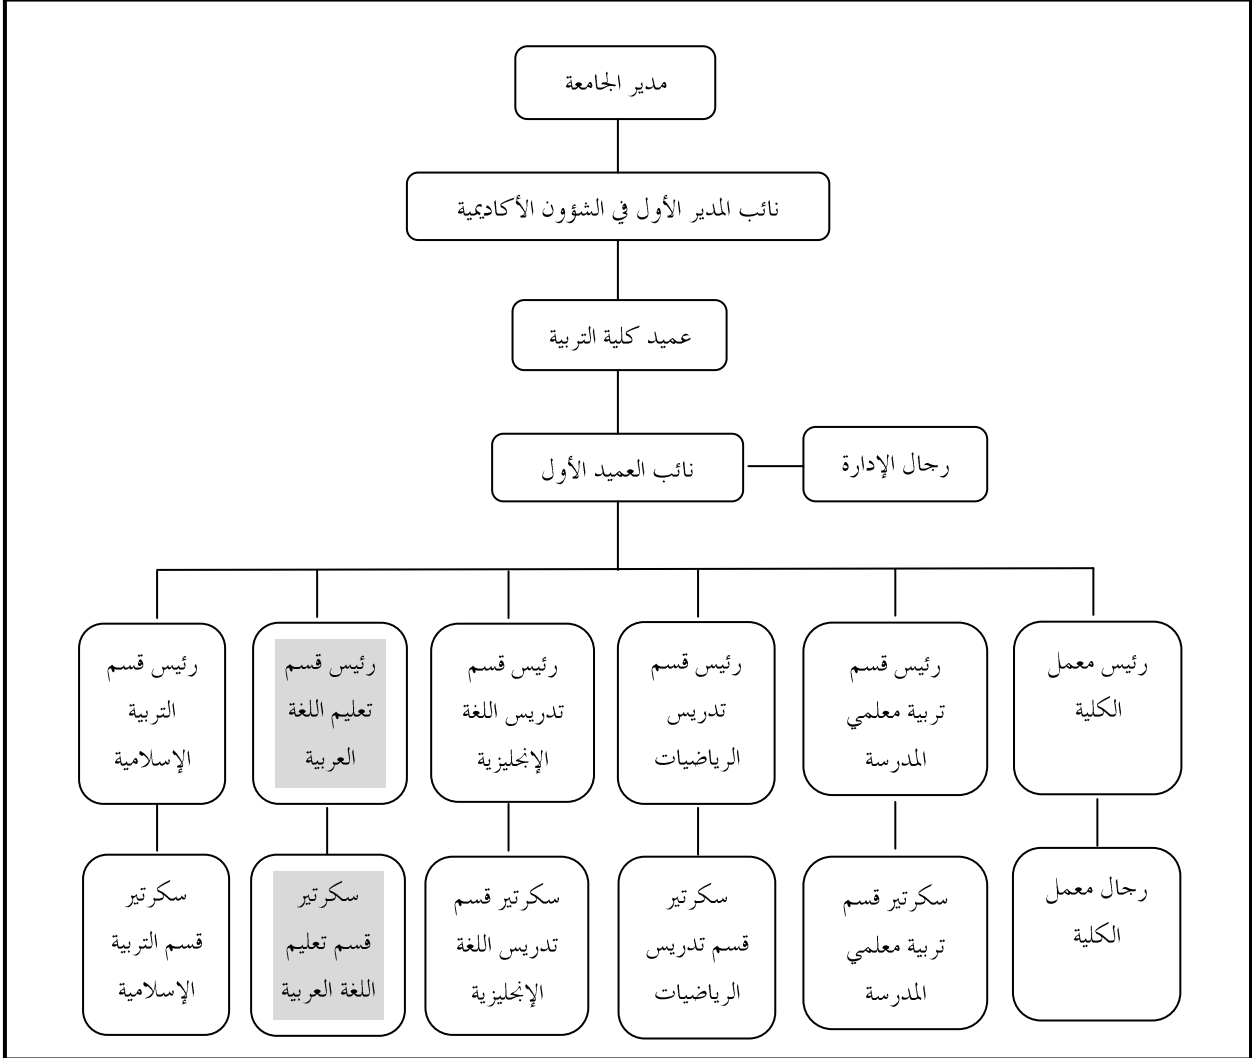 مدير الجامعة
نائب المدير الأول في الشؤون الأكاديمية
عميد كلية التربية
نائب العميد الأول
رجال الإدارة
رئيس معمل
الكلية
رئيس قسم
تربية معلمي
المدرسة
رئيس قسم
تدريس
الرياضيات
رئيس قسم
تدريس اللغة
الإنجليزية
رئيس قسم
تعليم اللغة
العربية
رئيس قسم
التربية
الإسلامية
رجال معمل
الكلية
سكرتير قسم
تربية معلمي
المدرسة
سكرتير
قسم تدريس
الرياضيات
سكرتير قسم
تدريس اللغة
الإنجليزية
سكرتير
قسم تعليم
اللغة العربية
سكرتير
قسم التربية
الإسلامية